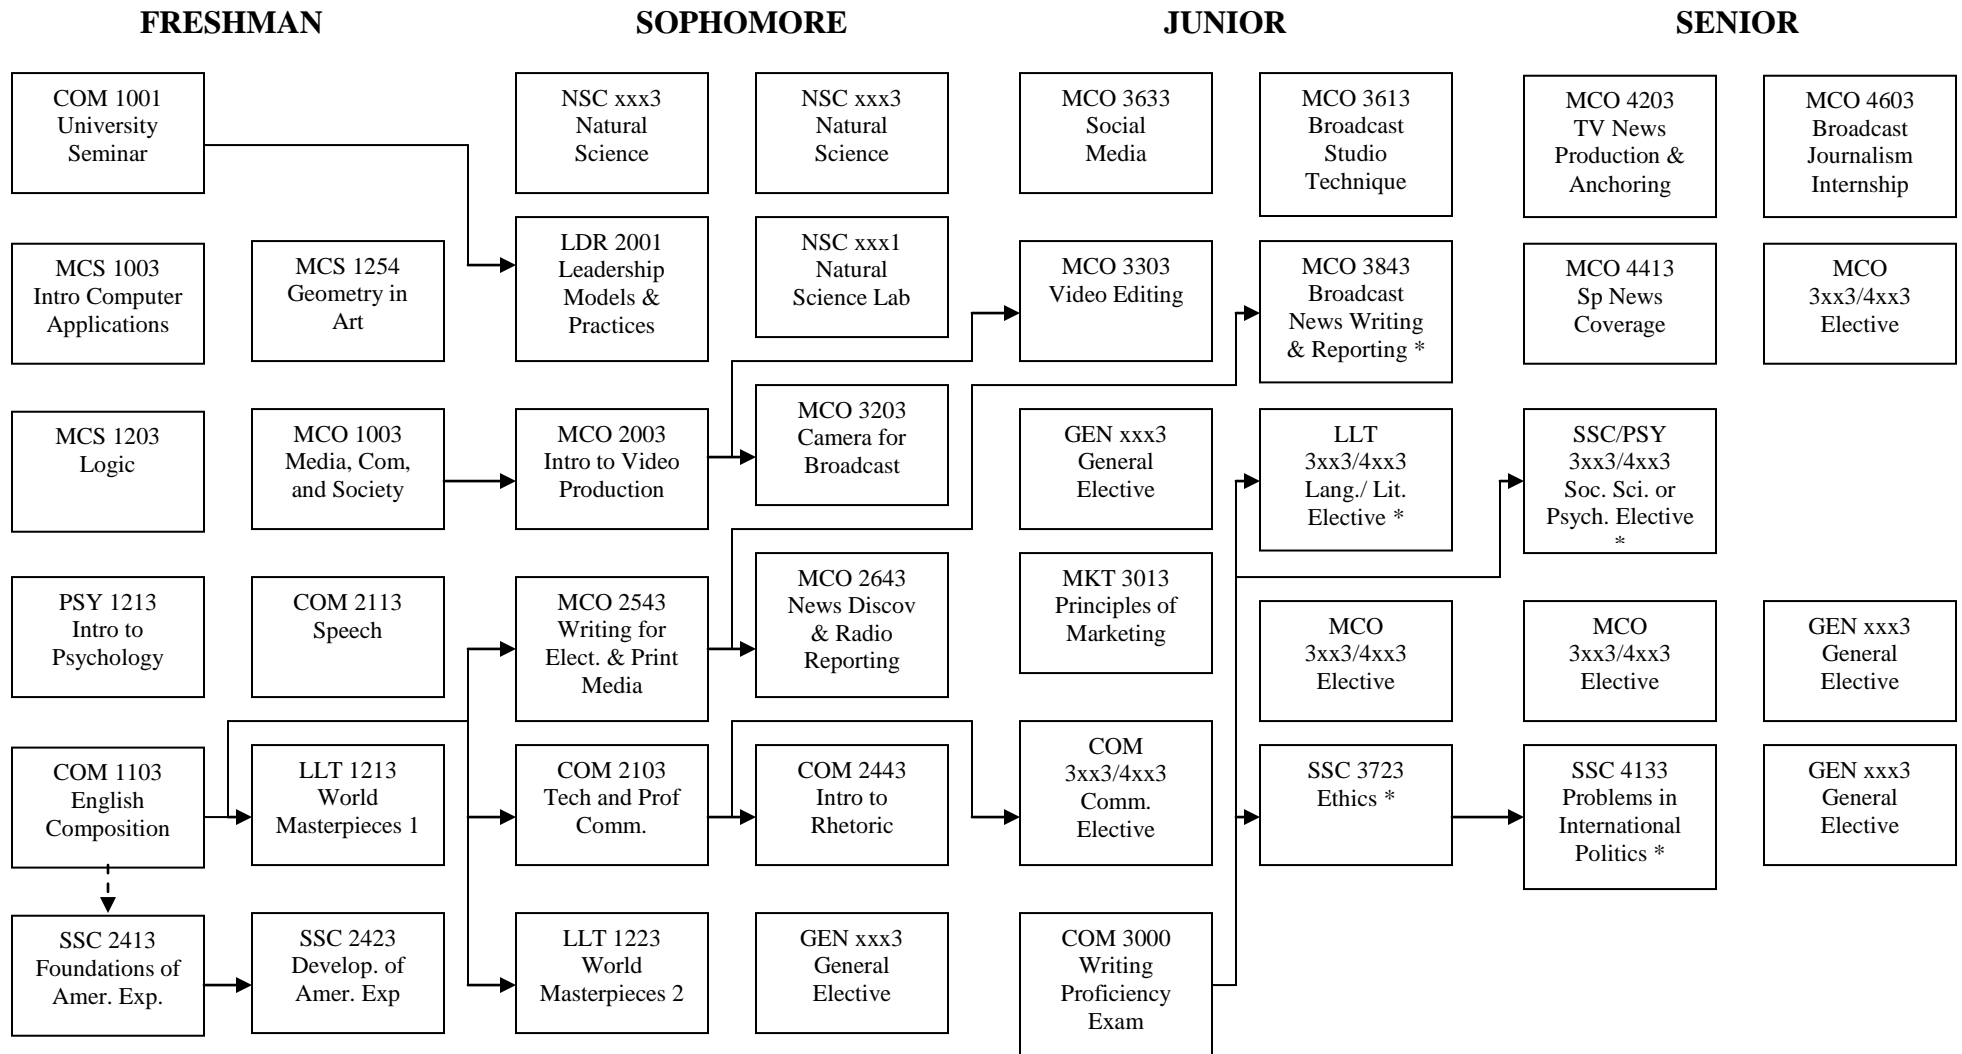 FRESHMAN
SOPHOMORE
JUNIOR
SENIOR
COM 1001
University
Seminar
NSC xxx3
Natural
Science
NSC xxx3
Natural
Science
MCO 3633
Social
Media
MCO 3613
Broadcast
Studio
Technique
MCO 4203
TV News
Production &
Anchoring
MCO 4603
Broadcast
Journalism
Internship
MCS 1003
Intro Computer
Applications
MCS 1254
Geometry in
Art
LDR 2001
Leadership
Models &
Practices
NSC xxx1
Natural
Science Lab
MCO 3303
Video Editing
MCO 3843
Broadcast
News Writing
& Reporting *
MCO 4413
Sp News
Coverage
MCO
3xx3/4xx3
Elective
MCS 1203
Logic
MCO 1003
Media, Com,
and Society
MCO 2003
Intro to Video
Production
MCO 3203
Camera for
Broadcast
GEN xxx3
General
Elective
LLT
3xx3/4xx3
Lang./ Lit.
Elective *
SSC/PSY
3xx3/4xx3
Soc. Sci. or
Psych. Elective
*
PSY 1213
Intro to
Psychology
COM 2113
Speech
MCO 2543
Writing for
Elect. & Print
Media
MCO 2643
News Discov
& Radio
Reporting
MKT 3013
Principles of
Marketing
MCO
3xx3/4xx3
Elective
MCO
3xx3/4xx3
Elective
GEN xxx3
General
Elective
COM 1103
English
Composition
LLT 1213
World
Masterpieces 1
COM 2103
Tech and Prof
Comm.
COM 2443
Intro to
Rhetoric
COM
3xx3/4xx3
Comm.
Elective
SSC 3723
Ethics *
SSC 4133
Problems in
International
Politics *
GEN xxx3
General
Elective
SSC 2413
Foundations of
Amer. Exp.
SSC 2423
Develop. of
Amer. Exp
LLT 1223
World
Masterpieces 2
GEN xxx3
General
Elective
COM 3000
Writing
Proficiency
Exam